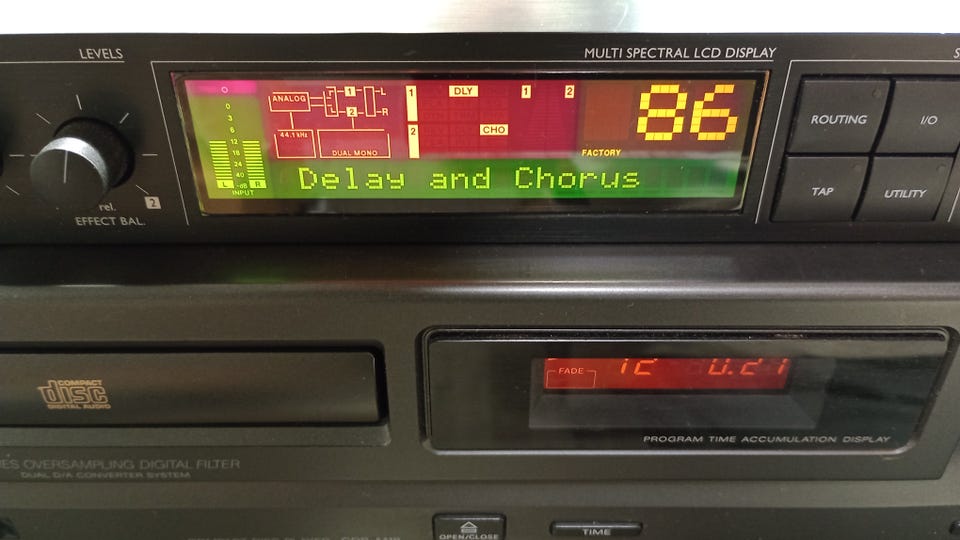 LEVELS
MULTI SPECTRAL LCD DISPLAY
0
3
6
12
18
24
40
-dB
L R
INPUT
ANALOG
1
L
2
R
44.1 kHz
DUAL MONO
1 DLY 1 2
2 CHO
86
FACTORY
Delay and Chorus
ROUTING
I/O
TAP
UTILITY
rel.
2
EFFECT BAL.
COMPACT
disc
DIGITAL AUDIO
FADE
12
0.21
PROGRAM TIME ACCUMULATION DISPLAY
OVERSAMPLING DIGITAL FILTER
DUAL D/A CONVERTER SYSTEM
OPEN/CLOSE
TIME